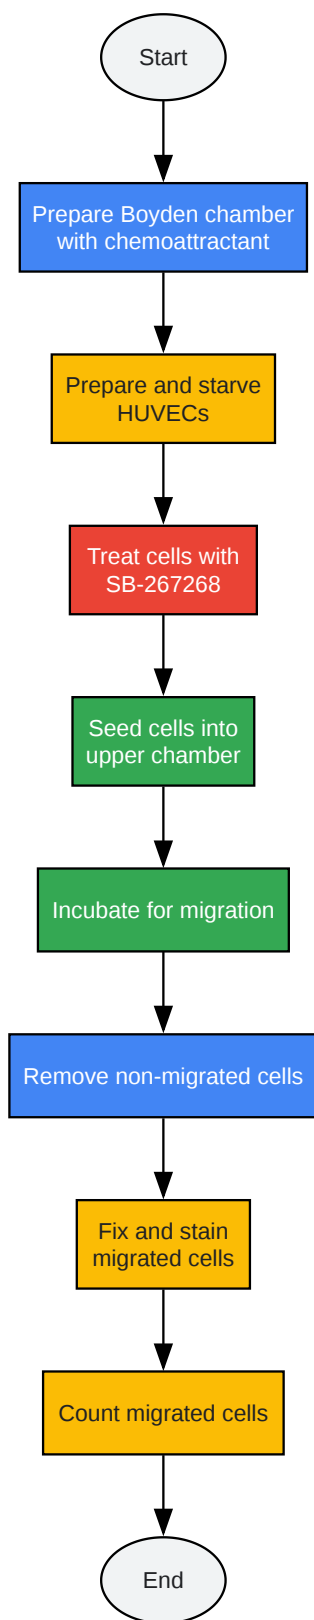 Start
Prepare Boyden chamber
with chemoattractant
Prepare and starve
HUVECs
Treat cells with
SB-267268
Seed cells into
upper chamber
Incubate for migration
Remove non-migrated cells
Fix and stain
migrated cells
Count migrated cells
End